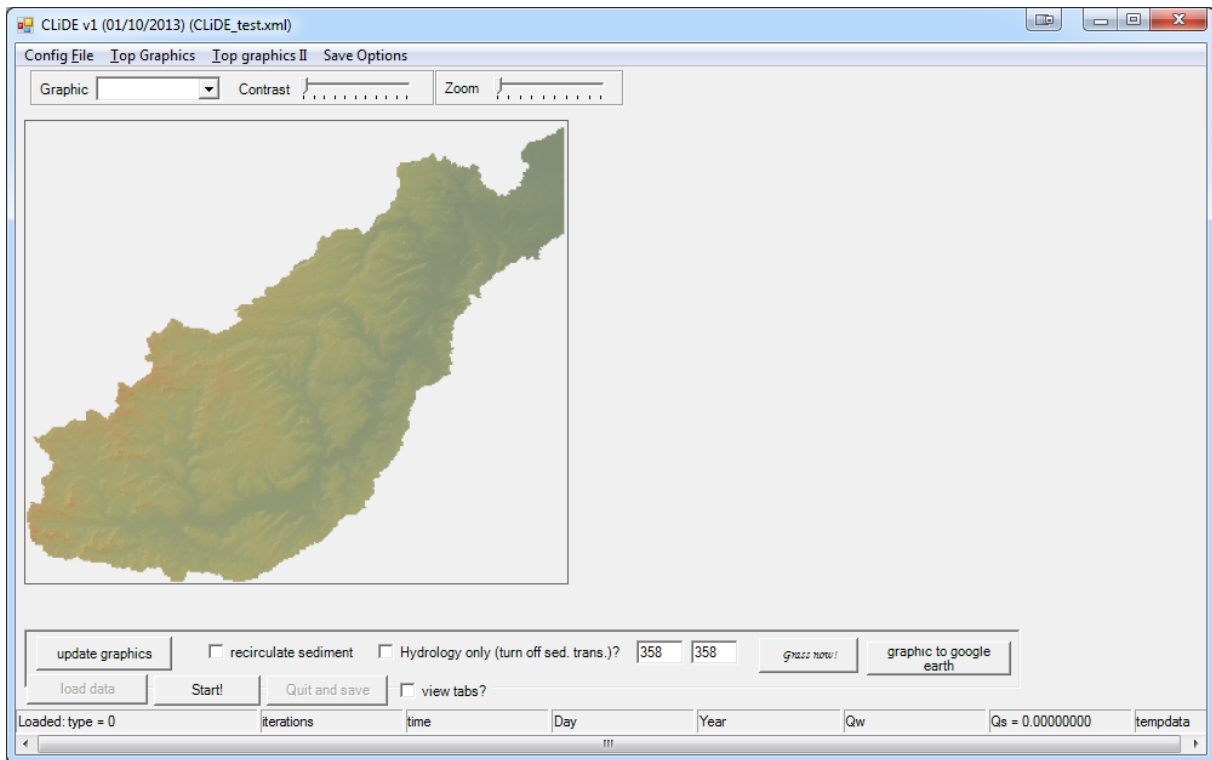 CLiDE v1 (01/10/2013) (CLiDE_test.xml)
Config File Top Graphics Top graphics II Save Options
Graphic Contrast Zoom
update graphics recirculate sediment Hydrology only (turn off sed. trans.)? 358 358 Grass now! graphic to google
earth
load data Start! Quit and save view tabs?
Loaded: type = 0 iterations time Day Year Qw Qs = 0.00000000 tempdata